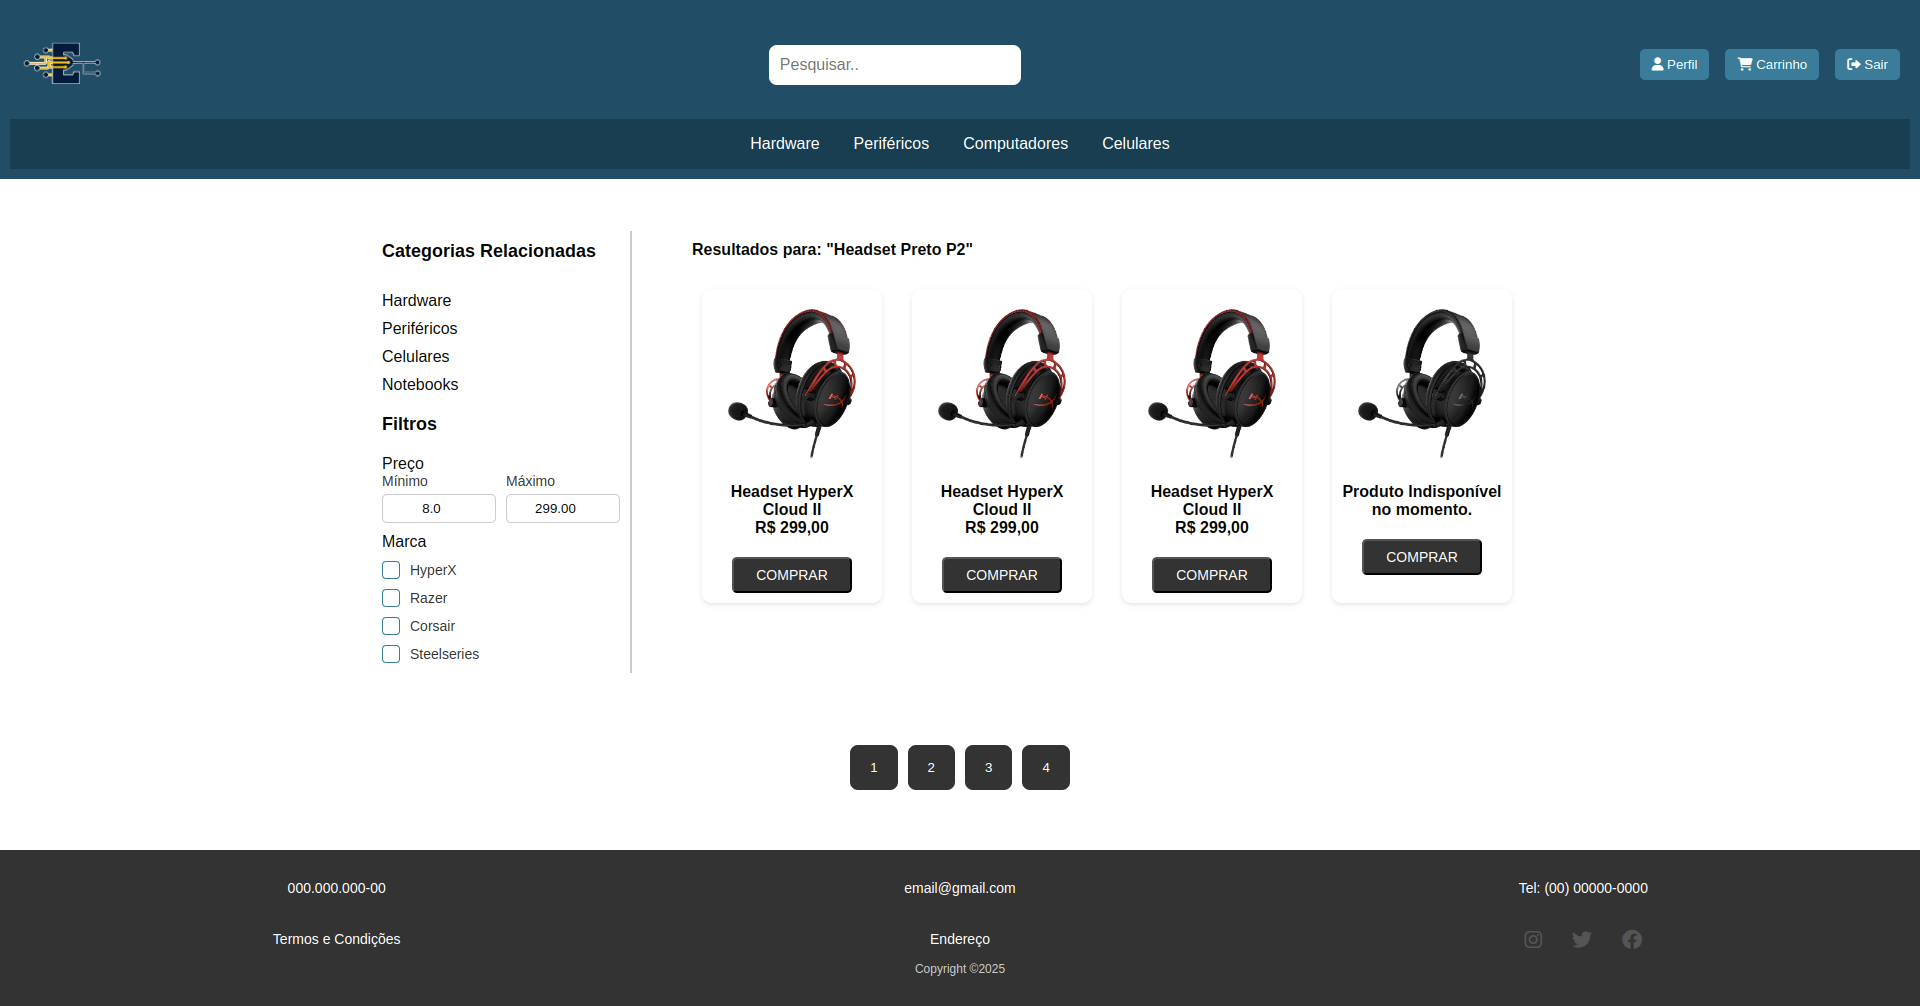 Pesquisar..
Perfil
Carrinho
Sair
Hardware
Periféricos
Computadores
Celulares
Categorias Relacionadas
Hardware
Periféricos
Celulares
Notebooks
Filtros
Preço
Mínimo
Máximo
8.0
299.00
Marca
HyperX
Razer
Corsair
Steelseries
Resultados para: "Headset Preto P2"
Headset HyperX
Cloud II
R$ 299,00
COMPRAR
Headset HyperX
Cloud II
R$ 299,00
COMPRAR
Headset HyperX
Cloud II
R$ 299,00
COMPRAR
Produto Indisponível
no momento.
COMPRAR
1
2
3
4
000.000.000-00
email@gmail.com
Tel: (00) 00000-0000
Termos e Condições
Endereço
Copyright ©2025